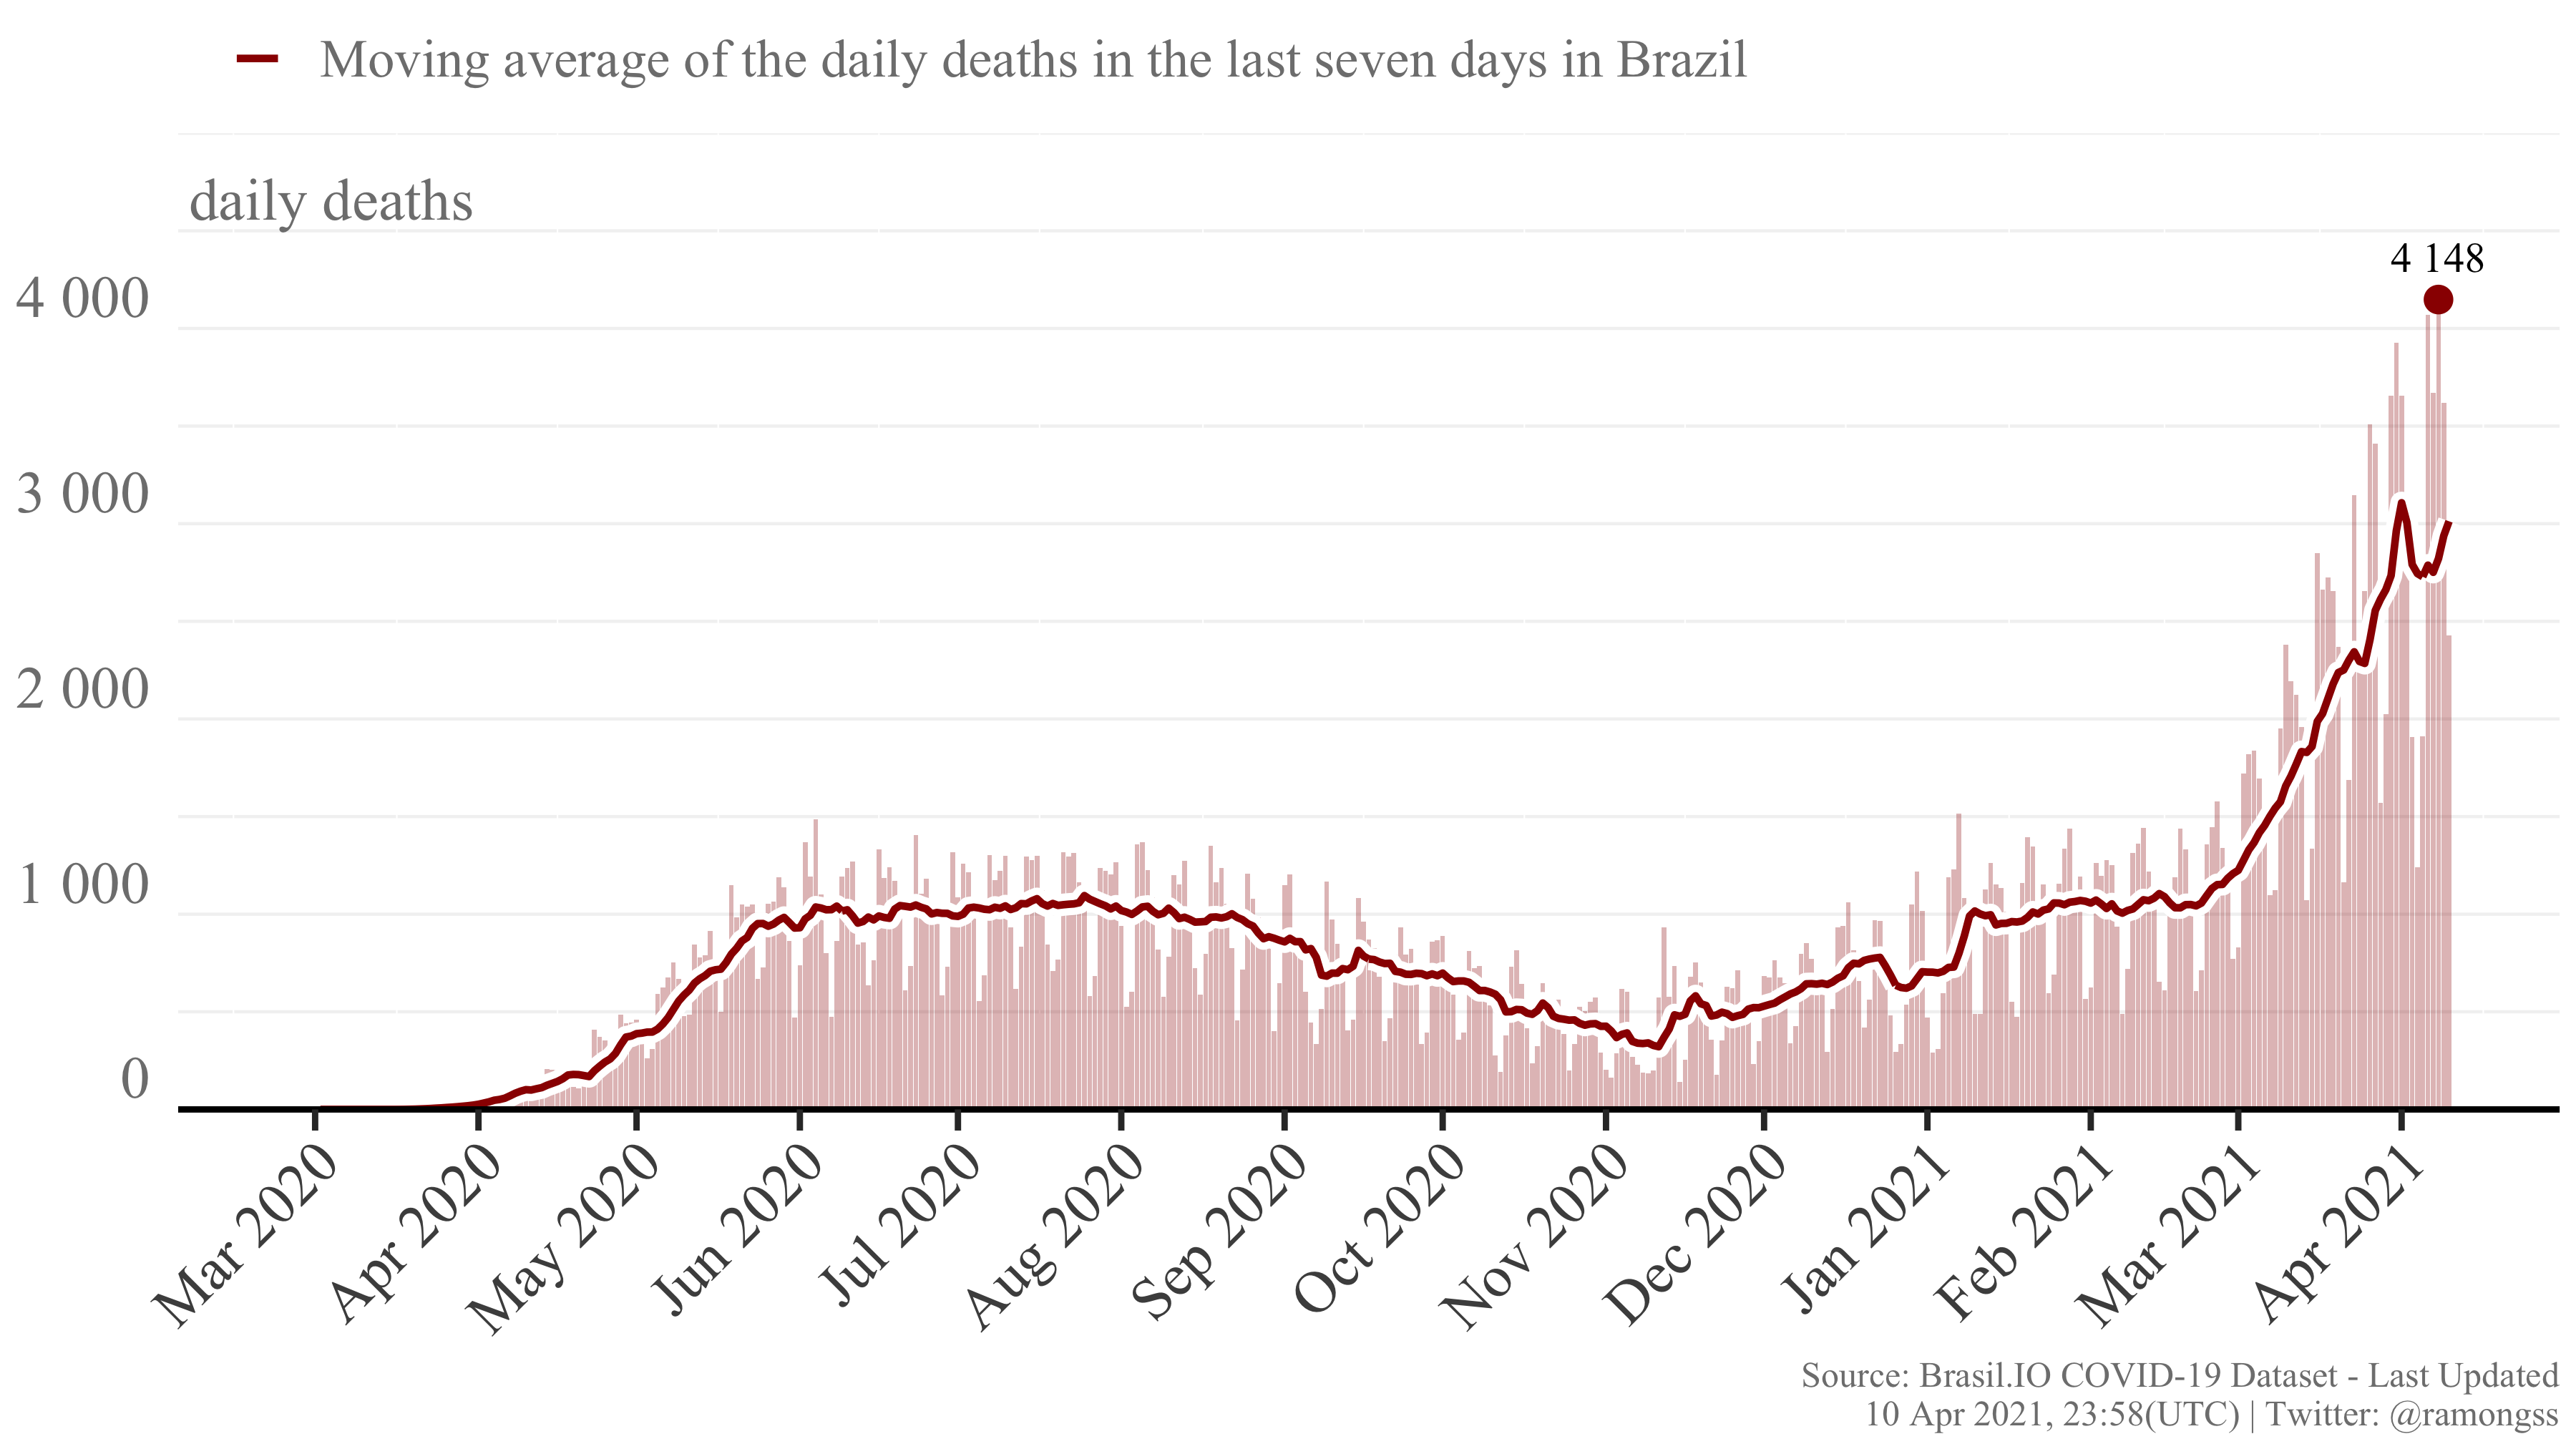 Moving average of the daily deaths in the last seven days in Brazil
daily deaths
4 148
4 000
3 000
2 000
1 000
0
Mar 2020
Apr 2020
May 2020
Jun 2020
Jul 2020
Aug 2020
Sep 2020
Oct 2020
Nov 2020
Dec 2020
Jan 2021
Feb 2021
Mar 2021
Apr 2021
Source: Brasil.IO COVID-19 Dataset - Last Updated
10 Apr 2021, 23:58(UTC) | Twitter: @ramongss